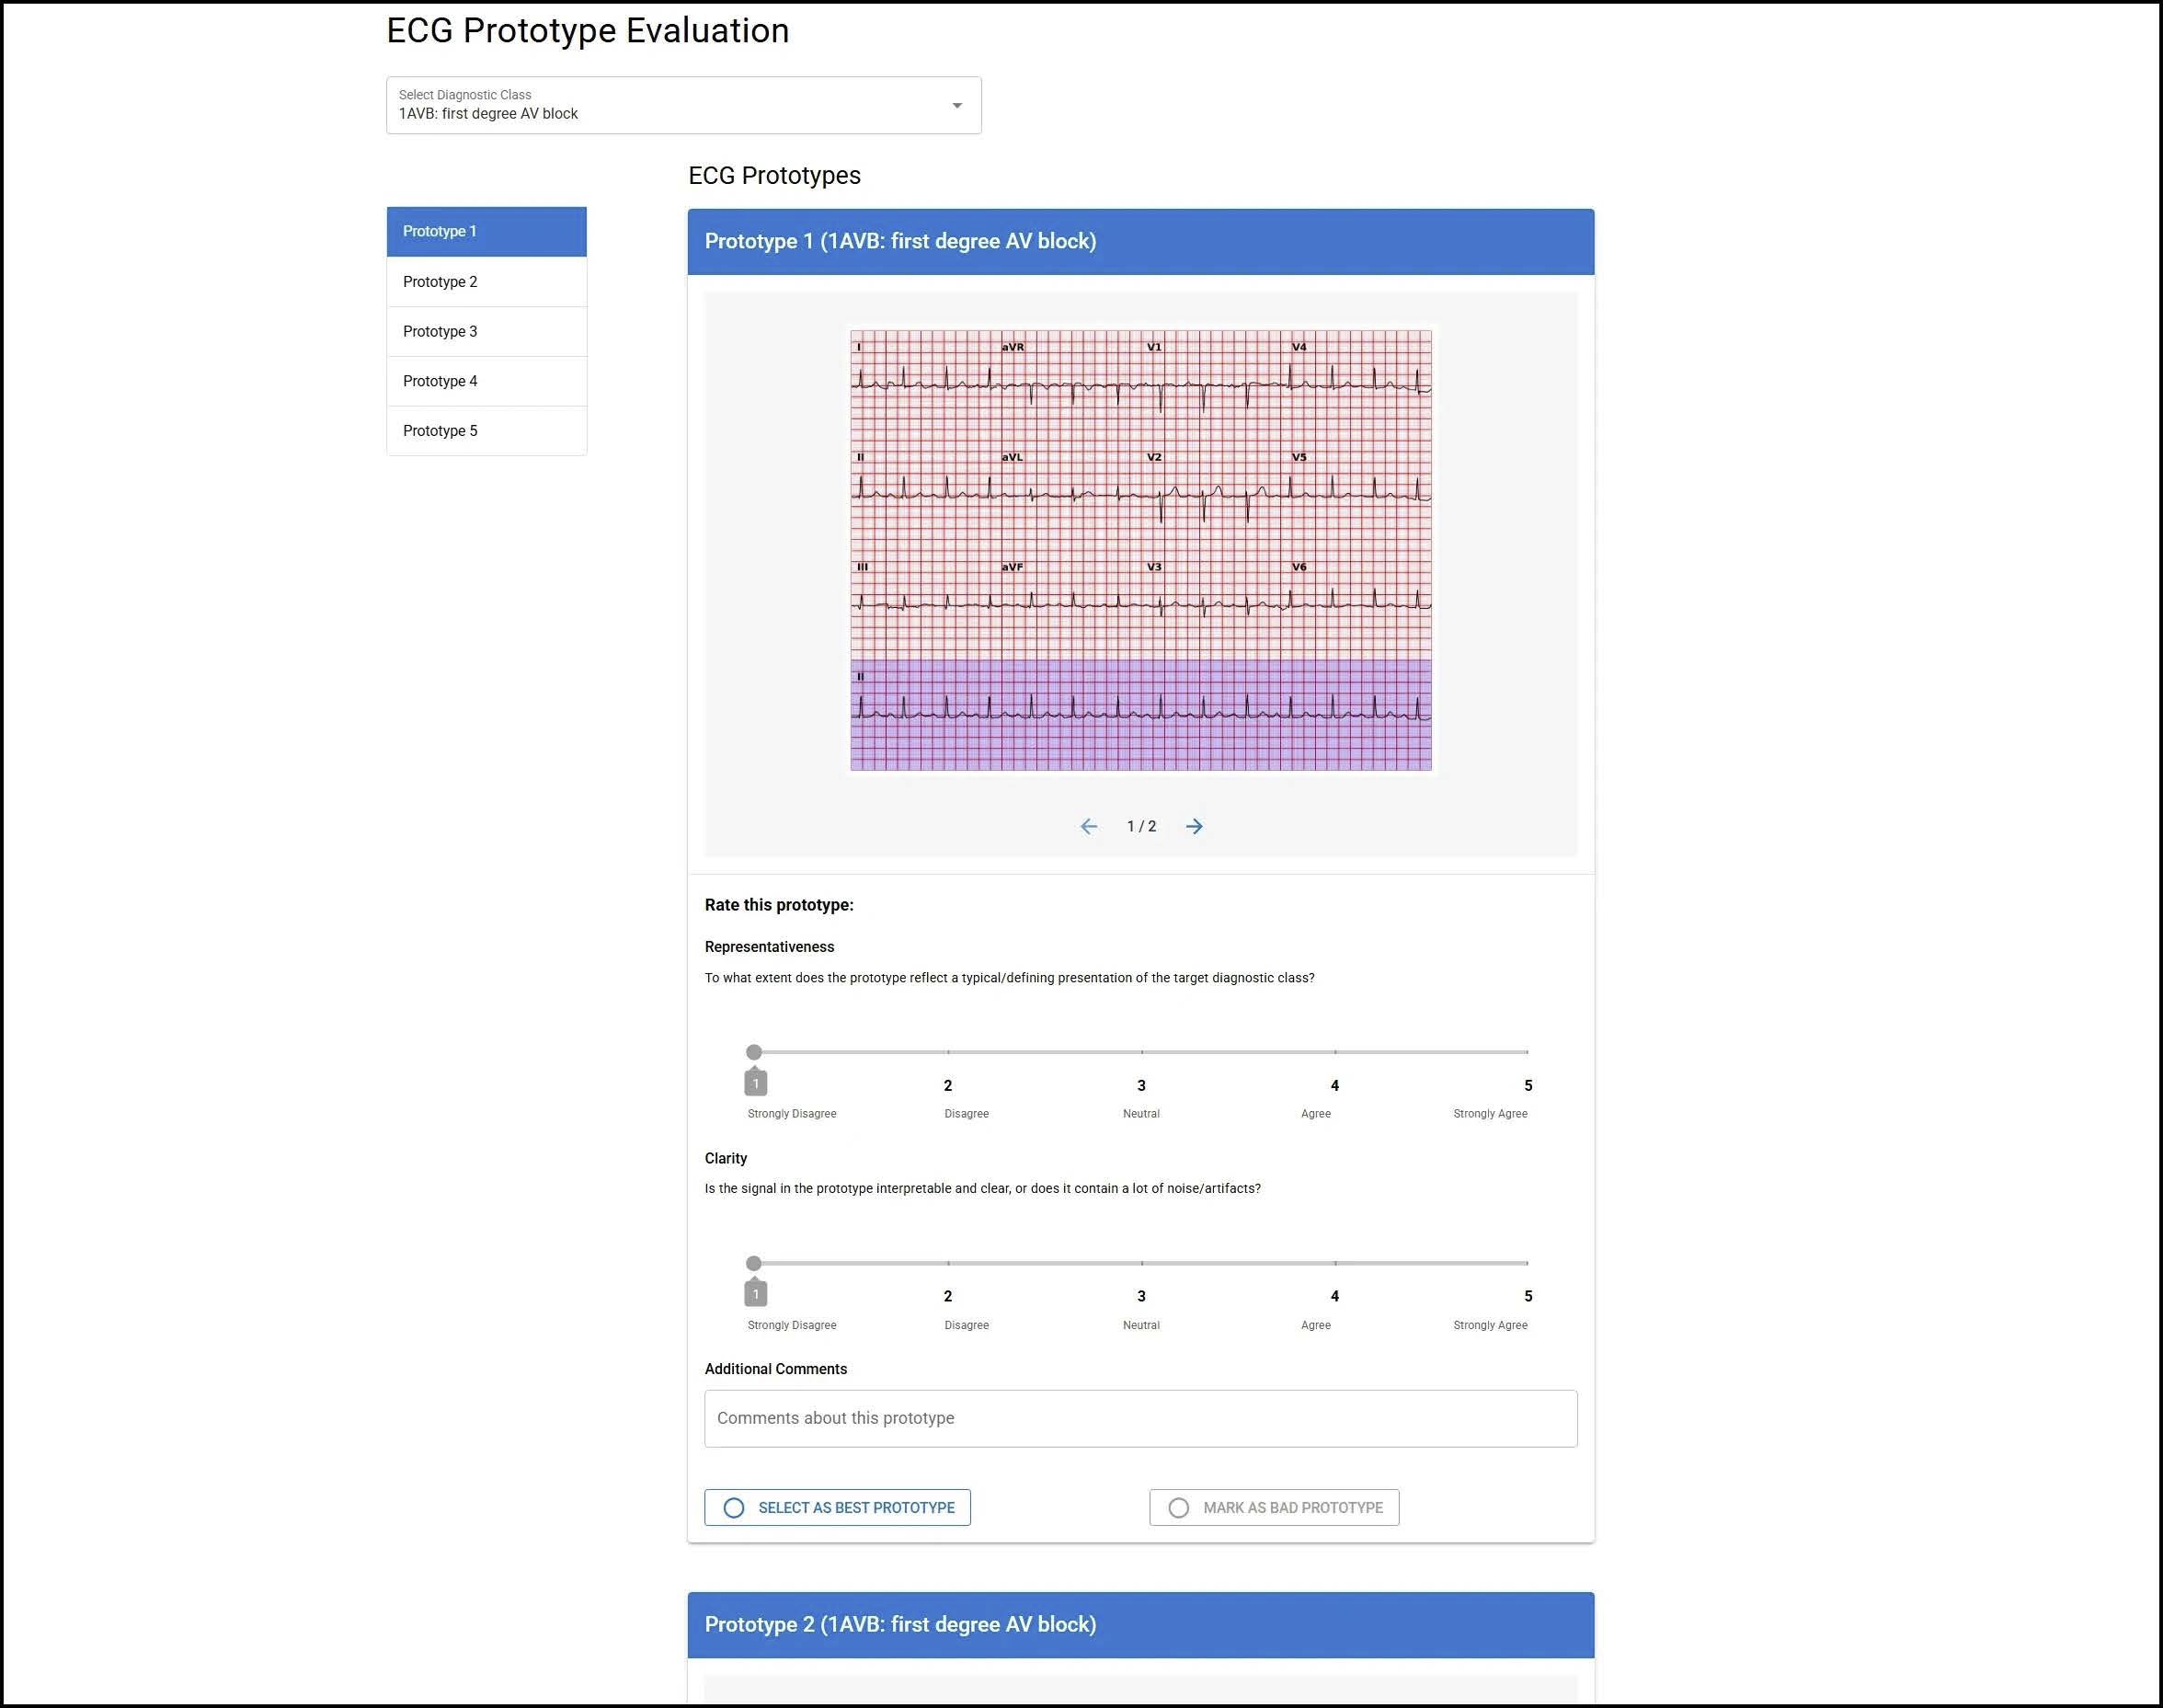 ECG Prototype Evaluation
Select Diagnostic Class
1AVB: first degree AV block
Prototype 1
Prototype 2
Prototype 3
Prototype 4
Prototype 5
ECG Prototypes
Prototype 1 (1AVB: first degree AV block)
I aVR V1 V4
II aVL V2 V5
III aVF V3 V6
II
1 / 2
Rate this prototype:
Representativeness
To what extent does the prototype reflect a typical/defining presentation of the target diagnostic class?
1 2 3 4 5
Strongly Disagree Disagree Neutral Agree Strongly Agree
Clarity
Is the signal in the prototype interpretable and clear, or does it contain a lot of noise/artifacts?
1 2 3 4 5
Strongly Disagree Disagree Neutral Agree Strongly Agree
Additional Comments
Comments about this prototype
SELECT AS BEST PROTOTYPE MARK AS BAD PROTOTYPE
Prototype 2 (1AVB: first degree AV block)